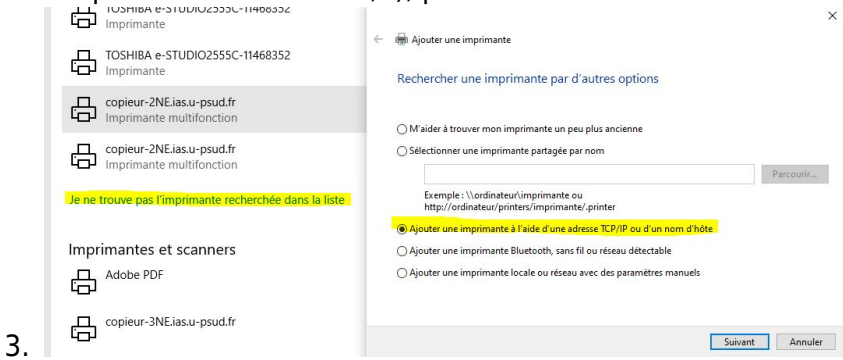 TOSHIBA e-STUDIO2555C-11468352
Imprimante
TOSHIBA e-STUDIO2555C-11468352
Imprimante
copieur-2NE.ias.u-psud.fr
Imprimante multifonction
copieur-2NE.ias.u-psud.fr
Imprimante multifonction
Je ne trouve pas l'imprimante recherchée dans la liste
Imprimantes et scanners
Adobe PDF
copieur-3NE.ias.u-psud.fr
Ajouter une imprimante
Rechercher une imprimante par d'autres options
M'aider à trouver mon imprimante un peu plus ancienne
Sélectionner une imprimante partagée par nom
Parcourir...
Exemple : \\ordinateur\imprimante ou
http://ordinateur/printers/imprimante/.printer
Ajouter une imprimante à l'aide d'une adresse TCP/IP ou d'un nom d'hôte
Ajouter une imprimante Bluetooth, sans fil ou réseau détectable
Ajouter une imprimante locale ou réseau avec des paramètres manuels
Suivant Annuler
3.